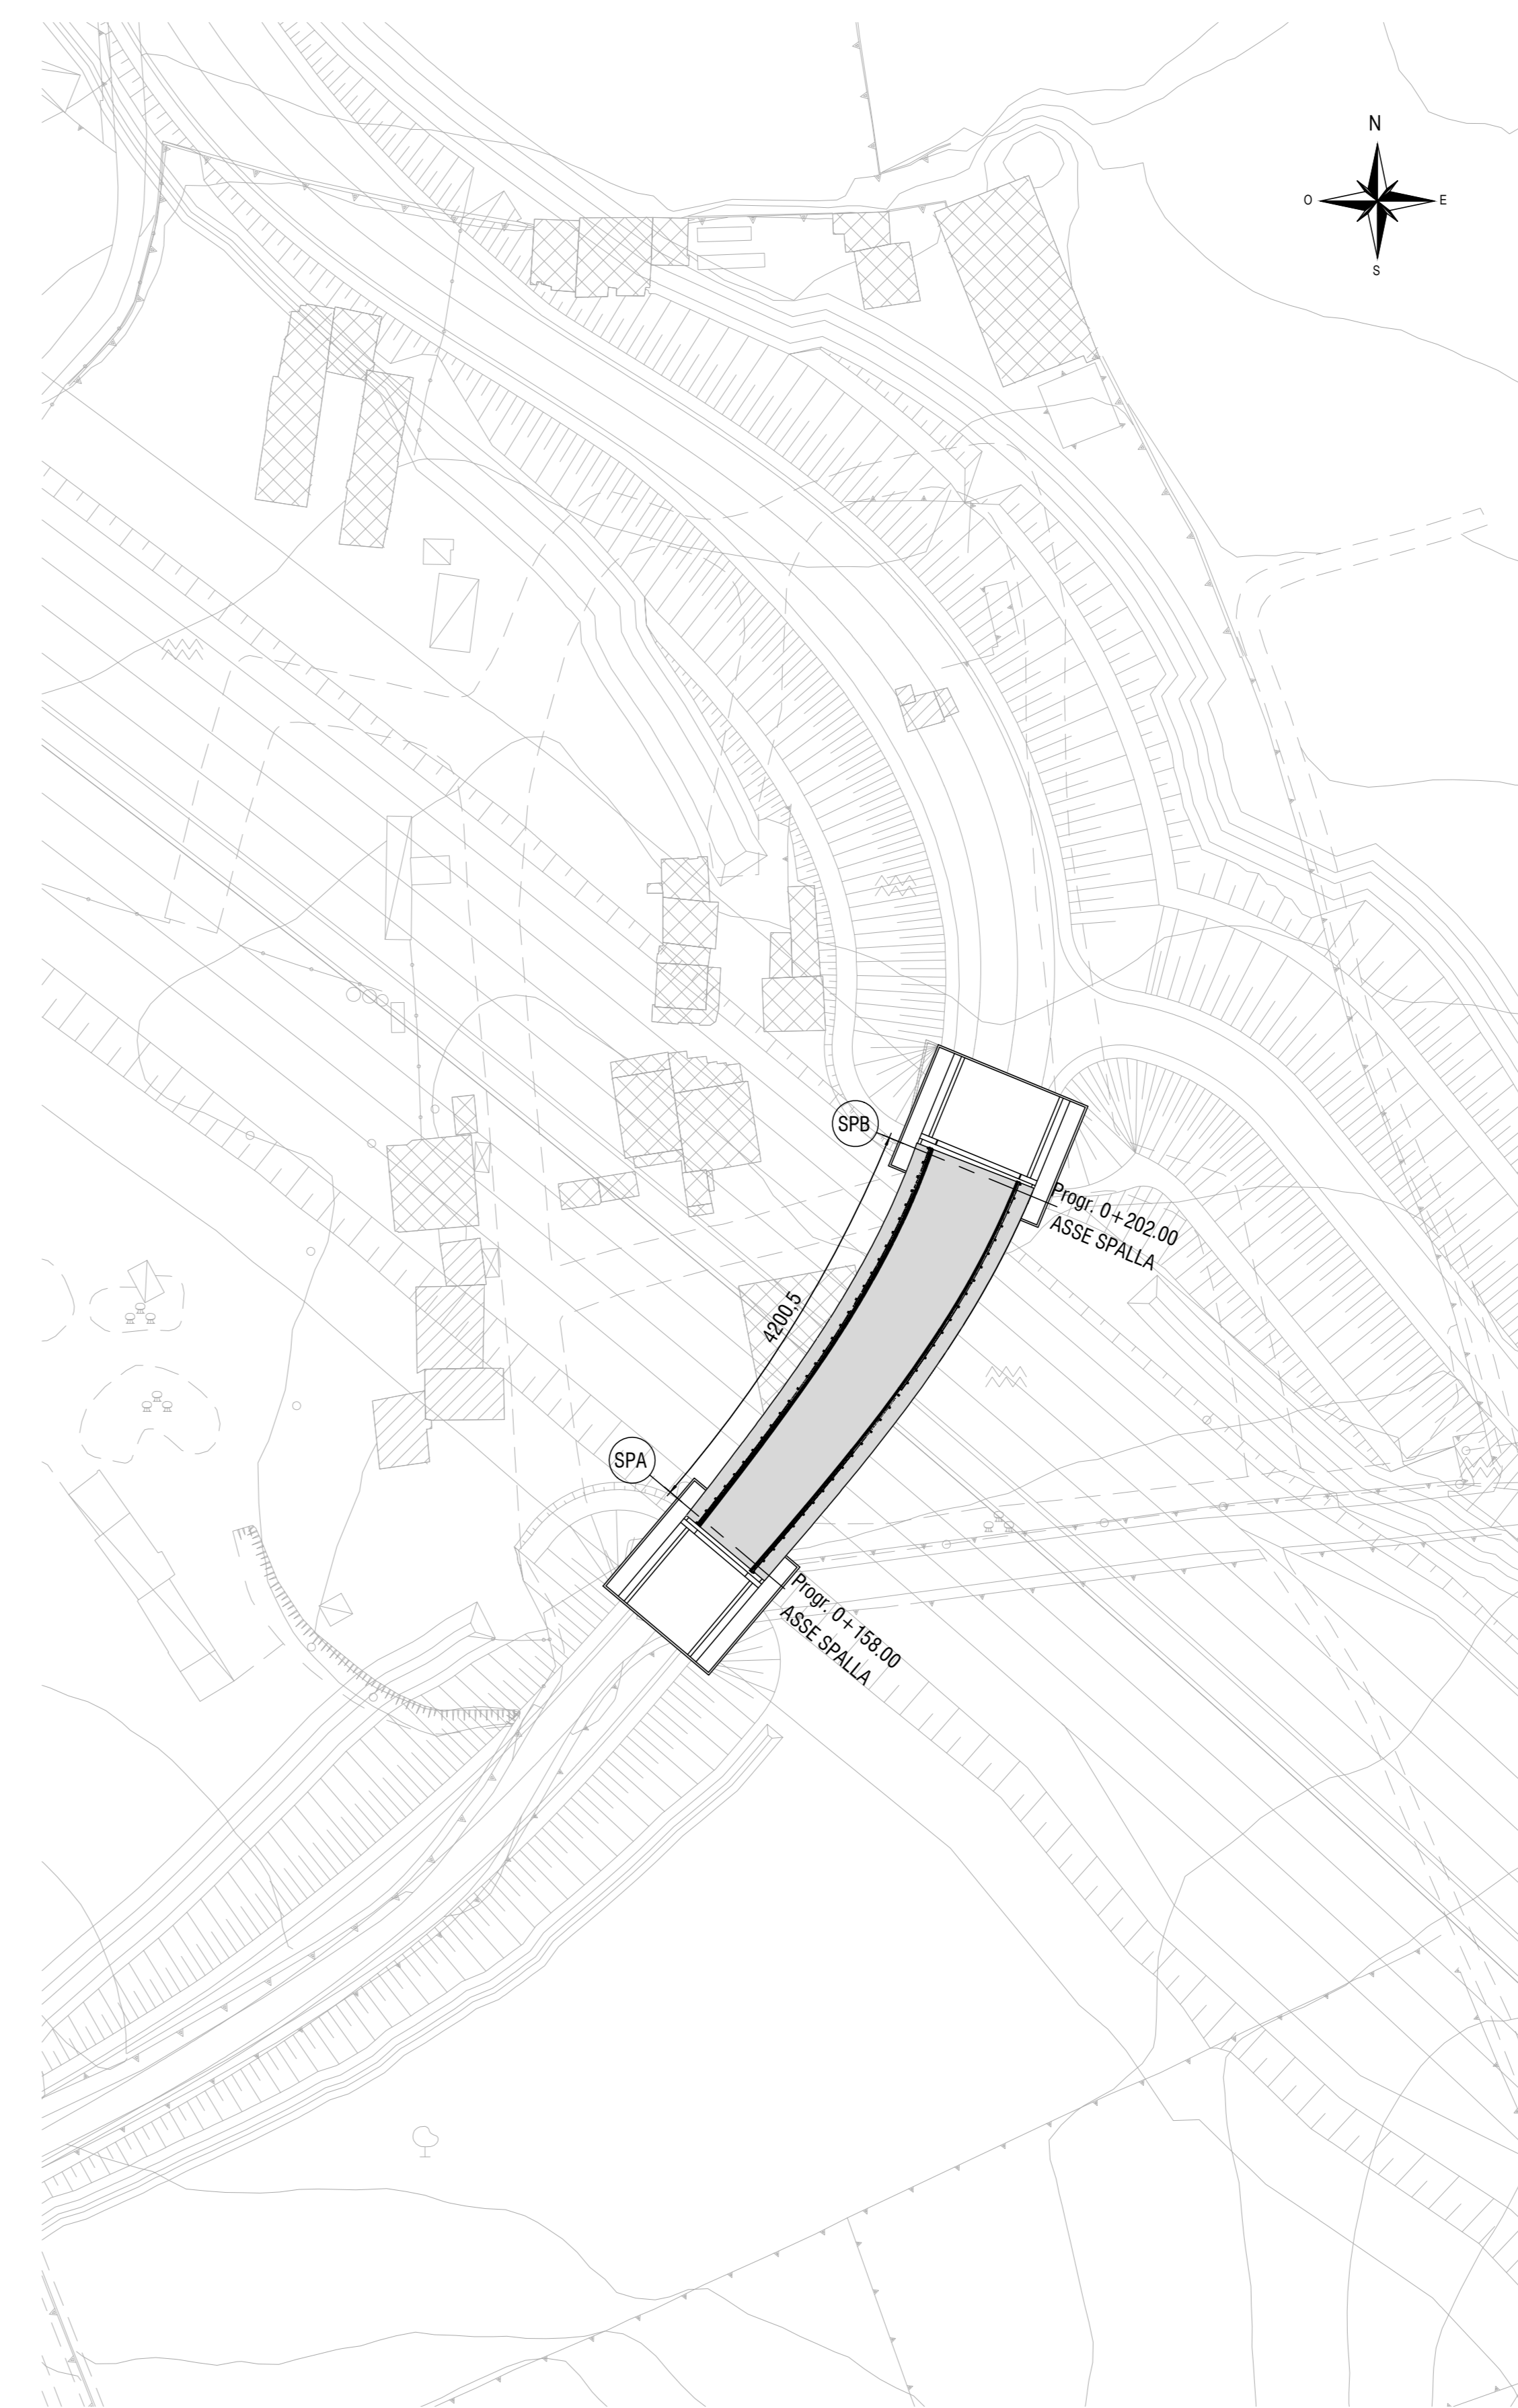 N
O
E
S
SPB
Progr. 0+202.00
ASSE SPALLA
4200,5
SPA
Progr. 0+158.00
ASSE SPALLA